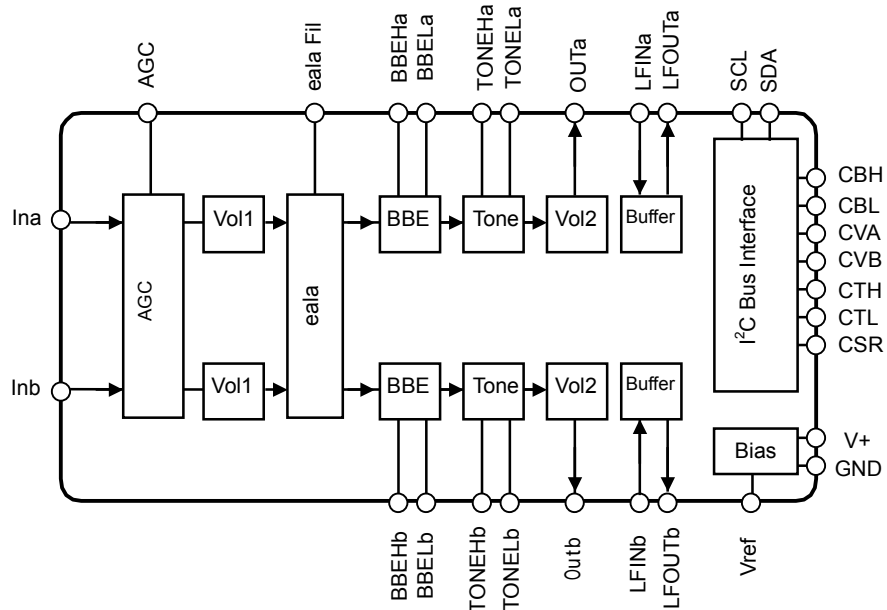 AGC
eala Fil
BBEHa
BBELa
TONEHa
TONELa
OUTa
LFINa
LFOUTa
SCL
SDA
Ina
AGC
Vol1
eala
BBE
Tone
Vol2
Buffer
I²C Bus Interface
CBH
CBL
CVA
CVB
CTH
CTL
CSR
Inb
Vol1
BBE
Tone
Vol2
Buffer
Bias
V+
GND
BBEHb
BBELb
TONEHb
TONELb
0utb
LFINb
LFOUTb
Vref